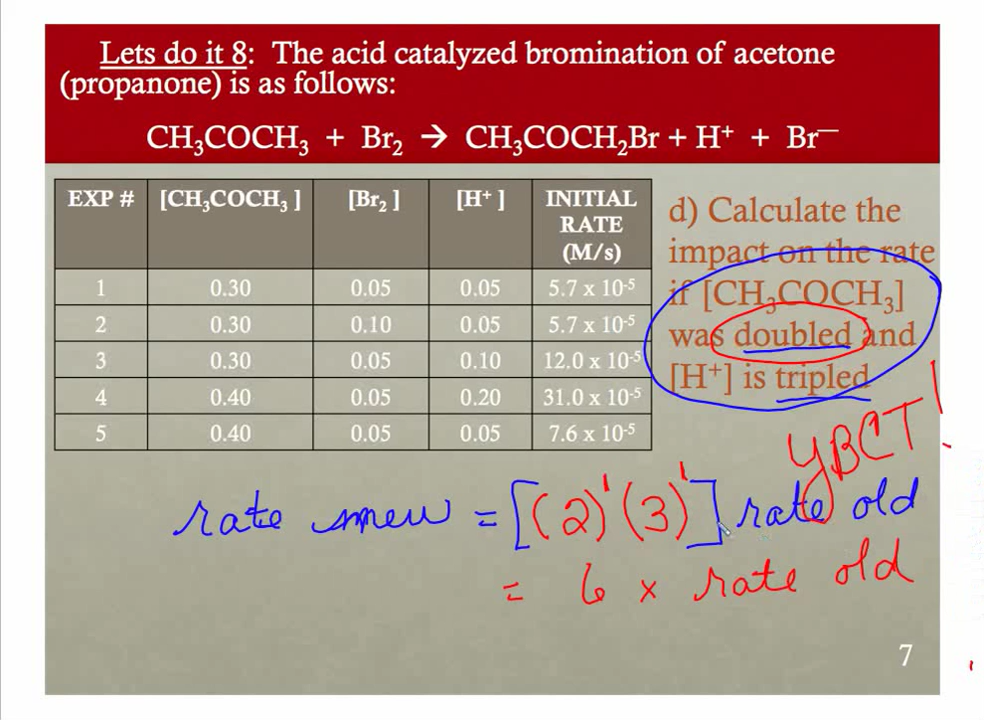 Lets do it 8: The acid catalyzed bromination of acetone
(propanone) is as follows:
CH₃COCH₃ + Br₂ → CH₃COCH₂Br + H⁺ + Br⁻
EXP # [CH₃COCH₃ ] [Br₂ ] [H⁺ ] INITIAL RATE (M/s)
1 0.30 0.05 0.05 5.7 x 10⁻⁵
2 0.30 0.10 0.05 5.7 x 10⁻⁵
3 0.30 0.05 0.10 12.0 x 10⁻⁵
4 0.40 0.05 0.20 31.0 x 10⁻⁵
5 0.40 0.05 0.05 7.6 x 10⁻⁵
d) Calculate the
impact on the rate
if [CH₃COCH₃]
was doubled and
[H⁺] is tripled
YBCT!
rate new = [(2)¹(3)¹] rate old
= 6 x rate old
7